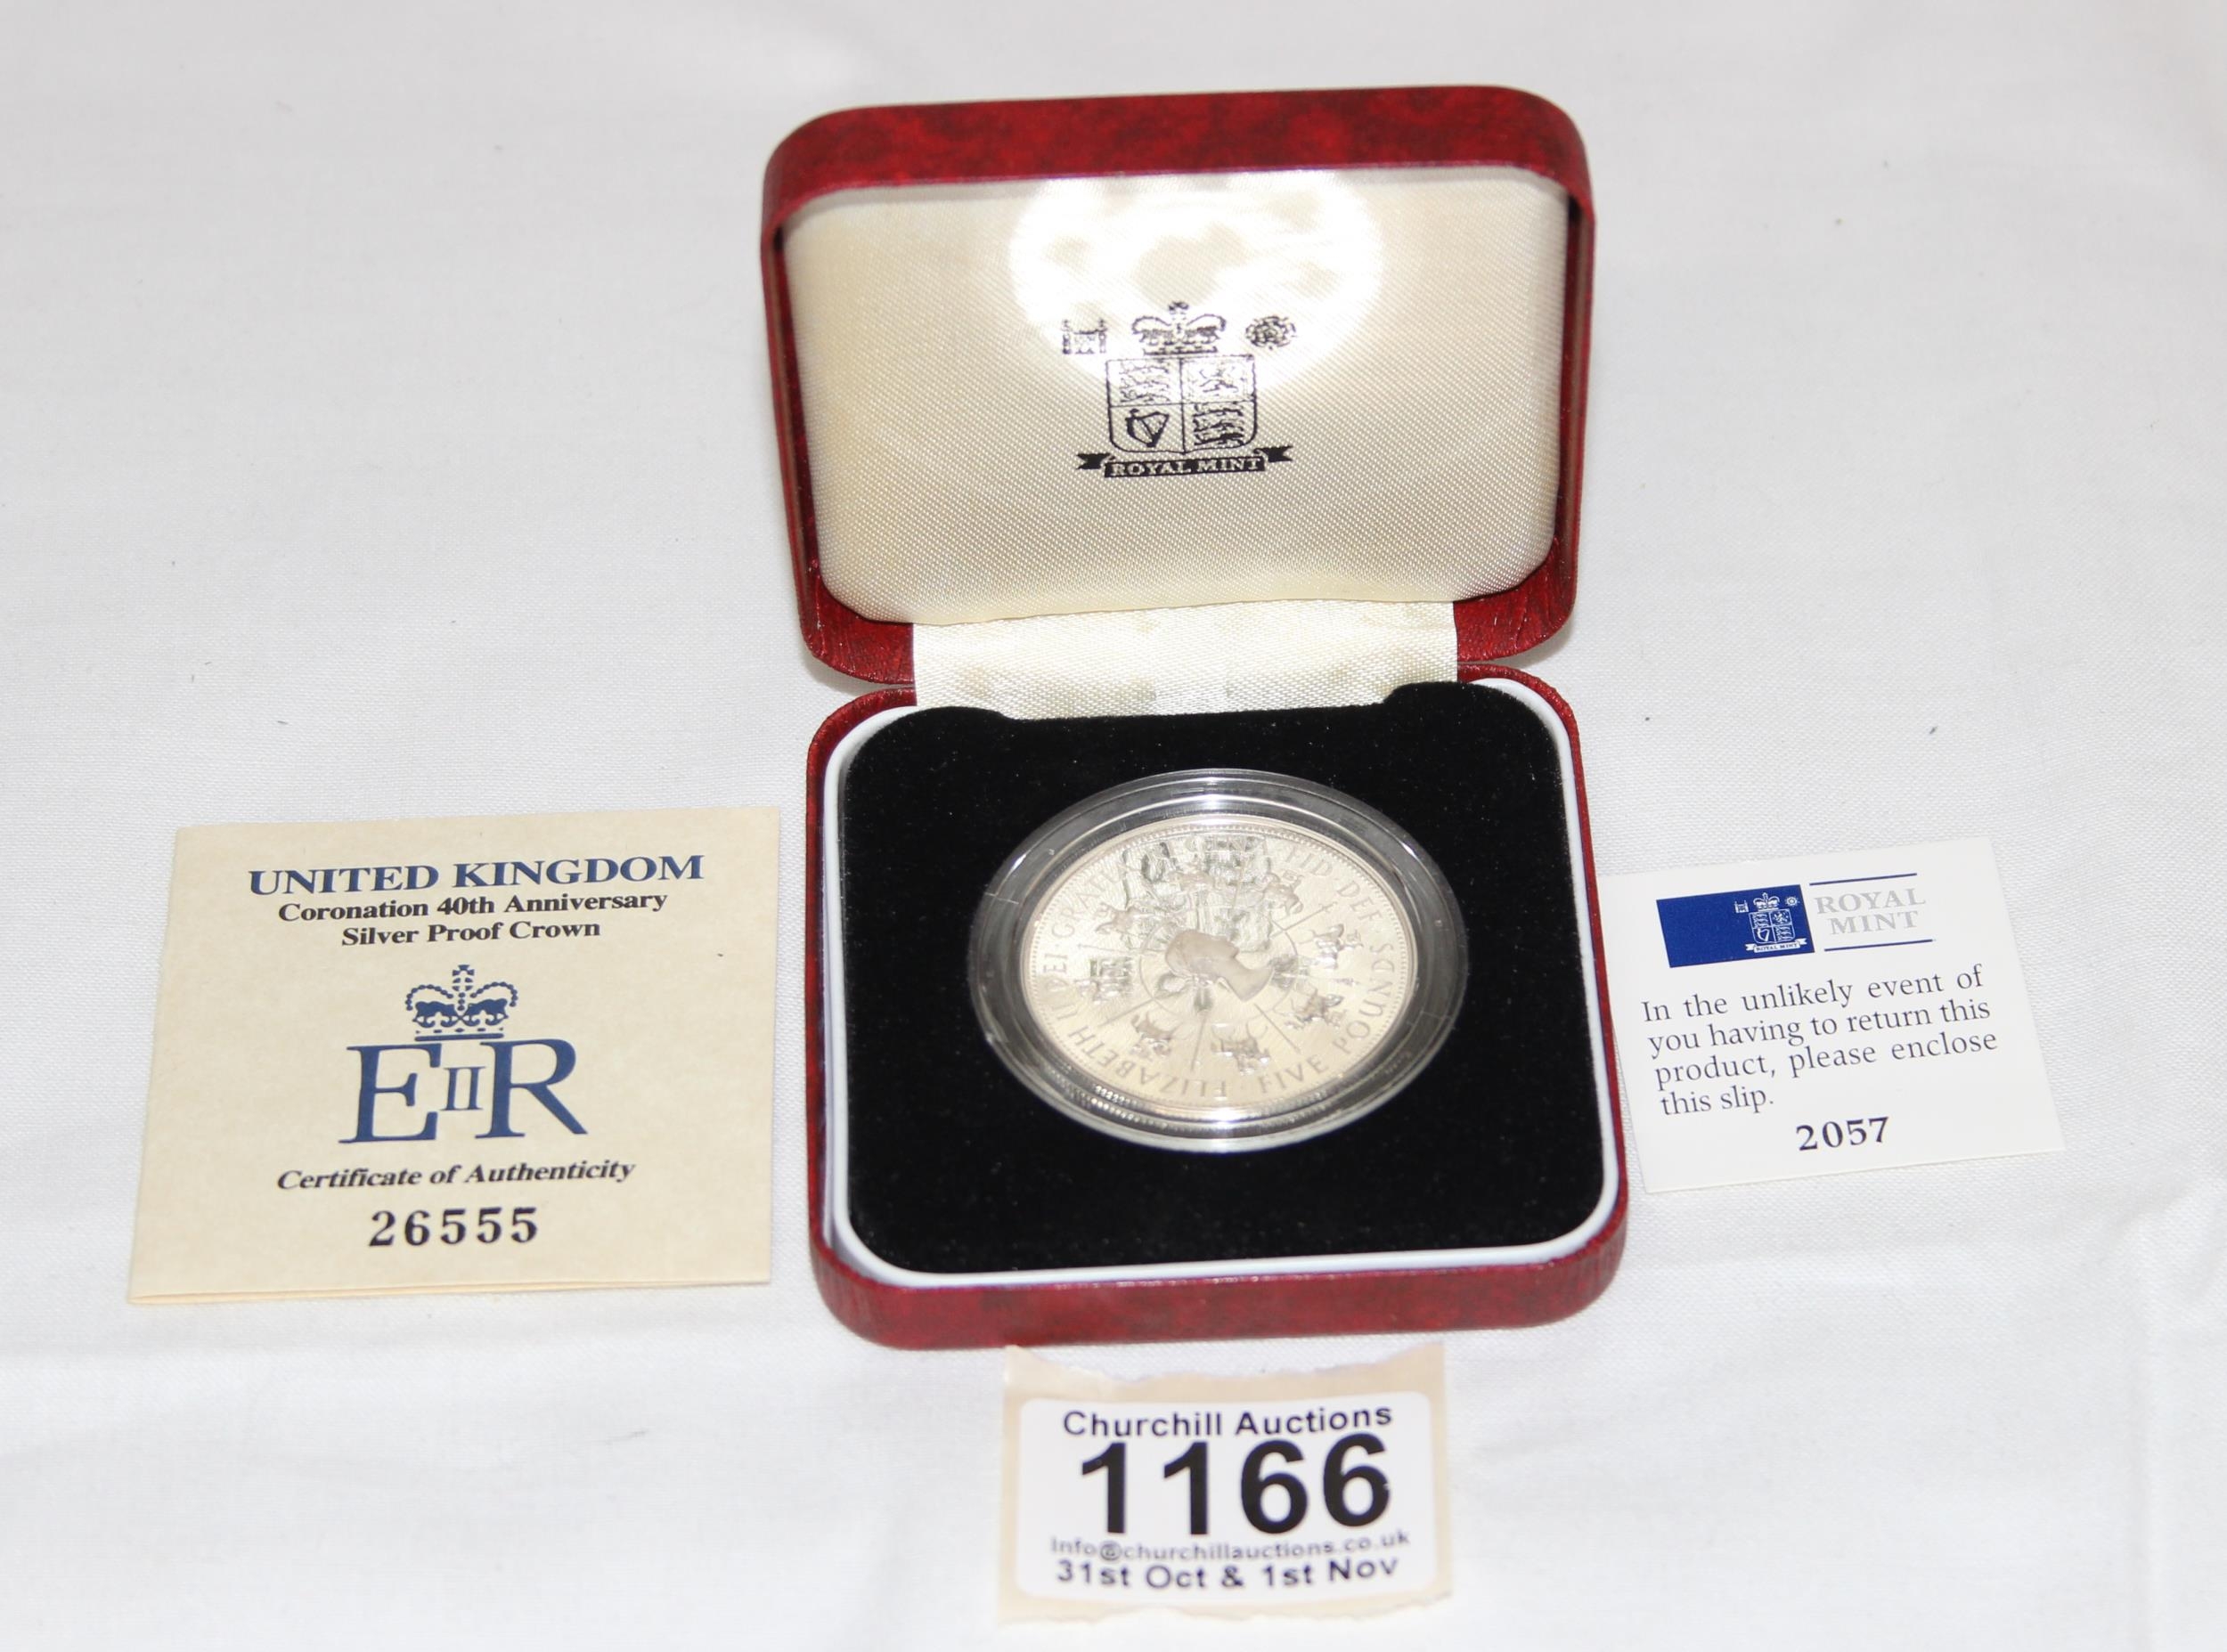 ROYAL MINT
UNITED KINGDOM
Coronation 40th Anniversary
Silver Proof Crown
EIIR
Certificate of Authenticity
26555
ELIZABETH II DEI GRATIA FID DEF
FIVE POUNDS
ROYAL
MINT
ROYAL MINT
In the unlikely event of
you having to return this
product, please enclose
this slip.
2057
Churchill Auctions
1166
Info@churchillauctions.co.uk
31st Oct & 1st Nov